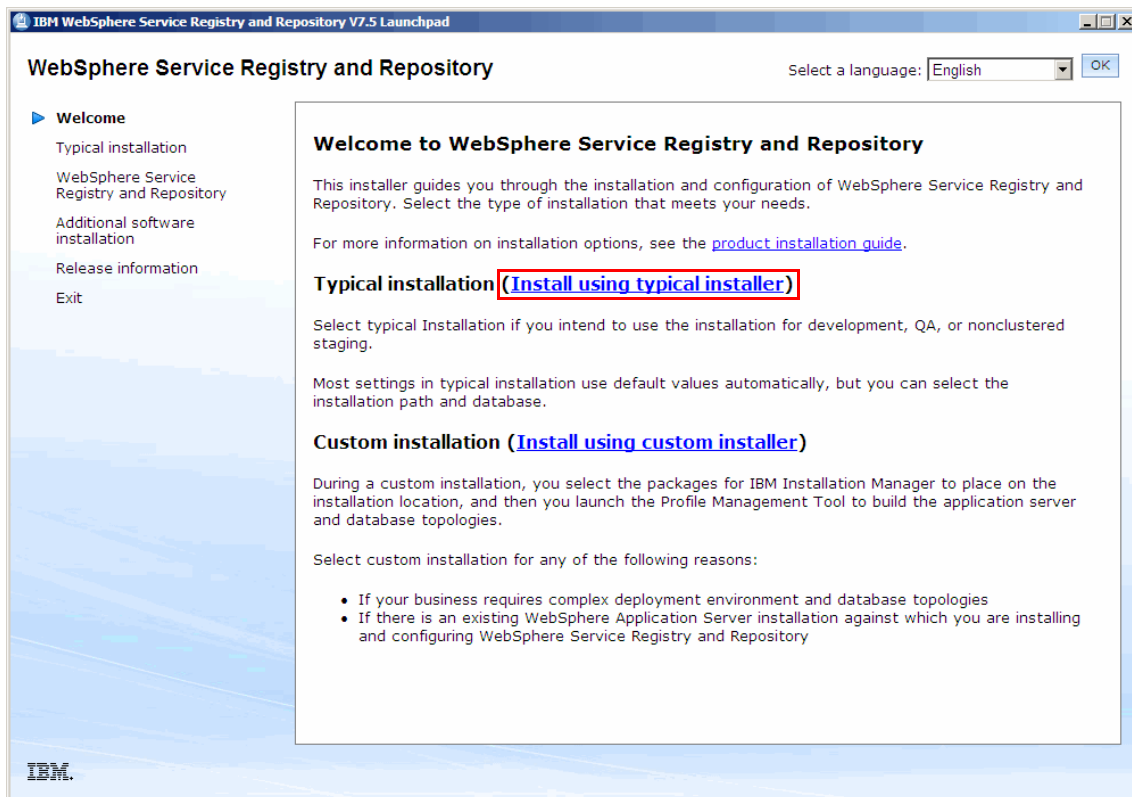 IBM WebSphere Service Registry and Repository V7.5 Launchpad
WebSphere Service Registry and Repository
Select a language: English OK
Welcome
Typical installation
WebSphere Service
Registry and Repository
Additional software
installation
Release information
Exit
Welcome to WebSphere Service Registry and Repository
This installer guides you through the installation and configuration of WebSphere Service Registry and
Repository. Select the type of installation that meets your needs.
For more information on installation options, see the product installation guide.
Typical installation (Install using typical installer)
Select typical Installation if you intend to use the installation for development, QA, or nonclustered
staging.
Most settings in typical installation use default values automatically, but you can select the
installation path and database.
Custom installation (Install using custom installer)
During a custom installation, you select the packages for IBM Installation Manager to place on the
installation location, and then you launch the Profile Management Tool to build the application server
and database topologies.
Select custom installation for any of the following reasons:
• If your business requires complex deployment environment and database topologies
• If there is an existing WebSphere Application Server installation against which you are installing
and configuring WebSphere Service Registry and Repository
IBM.